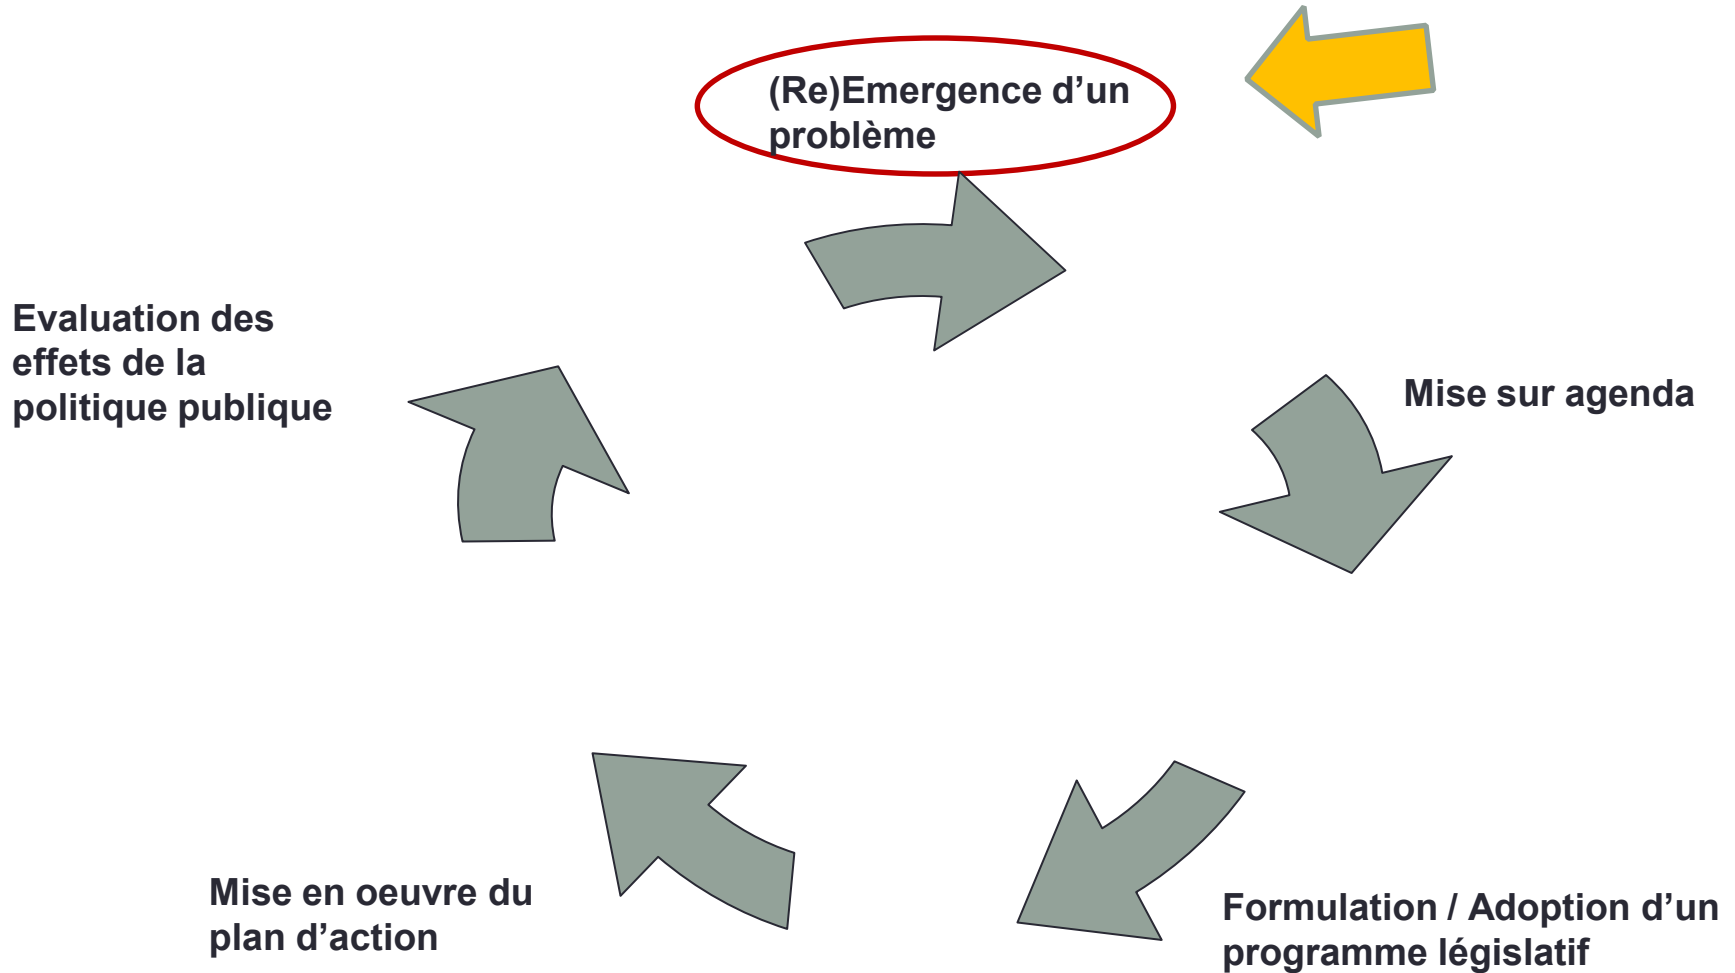 (Re)Emergence d’un
problème
Evaluation des
effets de la
politique publique
Mise sur agenda
Mise en oeuvre du
plan d’action
Formulation / Adoption d’un
programme législatif